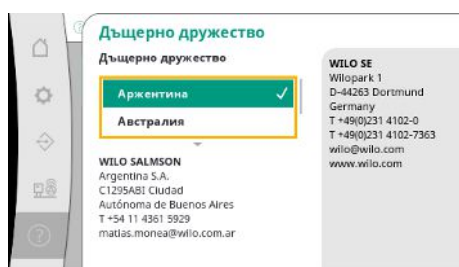 Дъщерно дружество
Дъщерно дружество
Аржентина
Австралия
WILO SALMSON
Argentina S.A.
C1295ABI Ciudad
Autónoma de Buenos Aires
T +54 11 4361 5929
matias.monea@wilo.com.ar
WILO SE
Wilopark 1
D-44263 Dortmund
Germany
T +49(0)231 4102-0
T +49(0)231 4102-7363
wilo@wilo.com
www.wilo.com